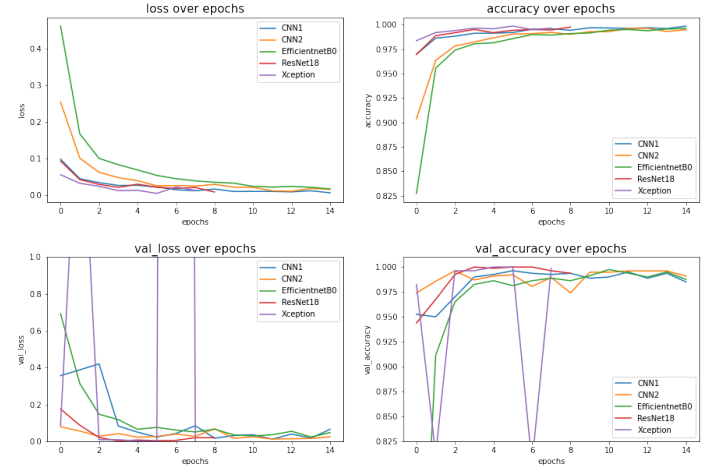 loss over epochs
loss
0.4
0.3
0.2
0.1
0.0
0 2 4 6 8 10 12 14
epochs
CNN1
CNN2
EfficientnetB0
ResNet18
Xception
accuracy over epochs
accuracy
1.000
0.975
0.950
0.925
0.900
0.875
0.850
0.825
0 2 4 6 8 10 12 14
epochs
CNN1
CNN2
EfficientnetB0
ResNet18
Xception
val_loss over epochs
val_loss
1.0
0.8
0.6
0.4
0.2
0.0
0 2 4 6 8 10 12 14
epochs
CNN1
CNN2
EfficientnetB0
ResNet18
Xception
val_accuracy over epochs
val_accuracy
1.000
0.975
0.950
0.925
0.900
0.875
0.850
0.825
0 2 4 6 8 10 12 14
epochs
CNN1
CNN2
EfficientnetB0
ResNet18
Xception